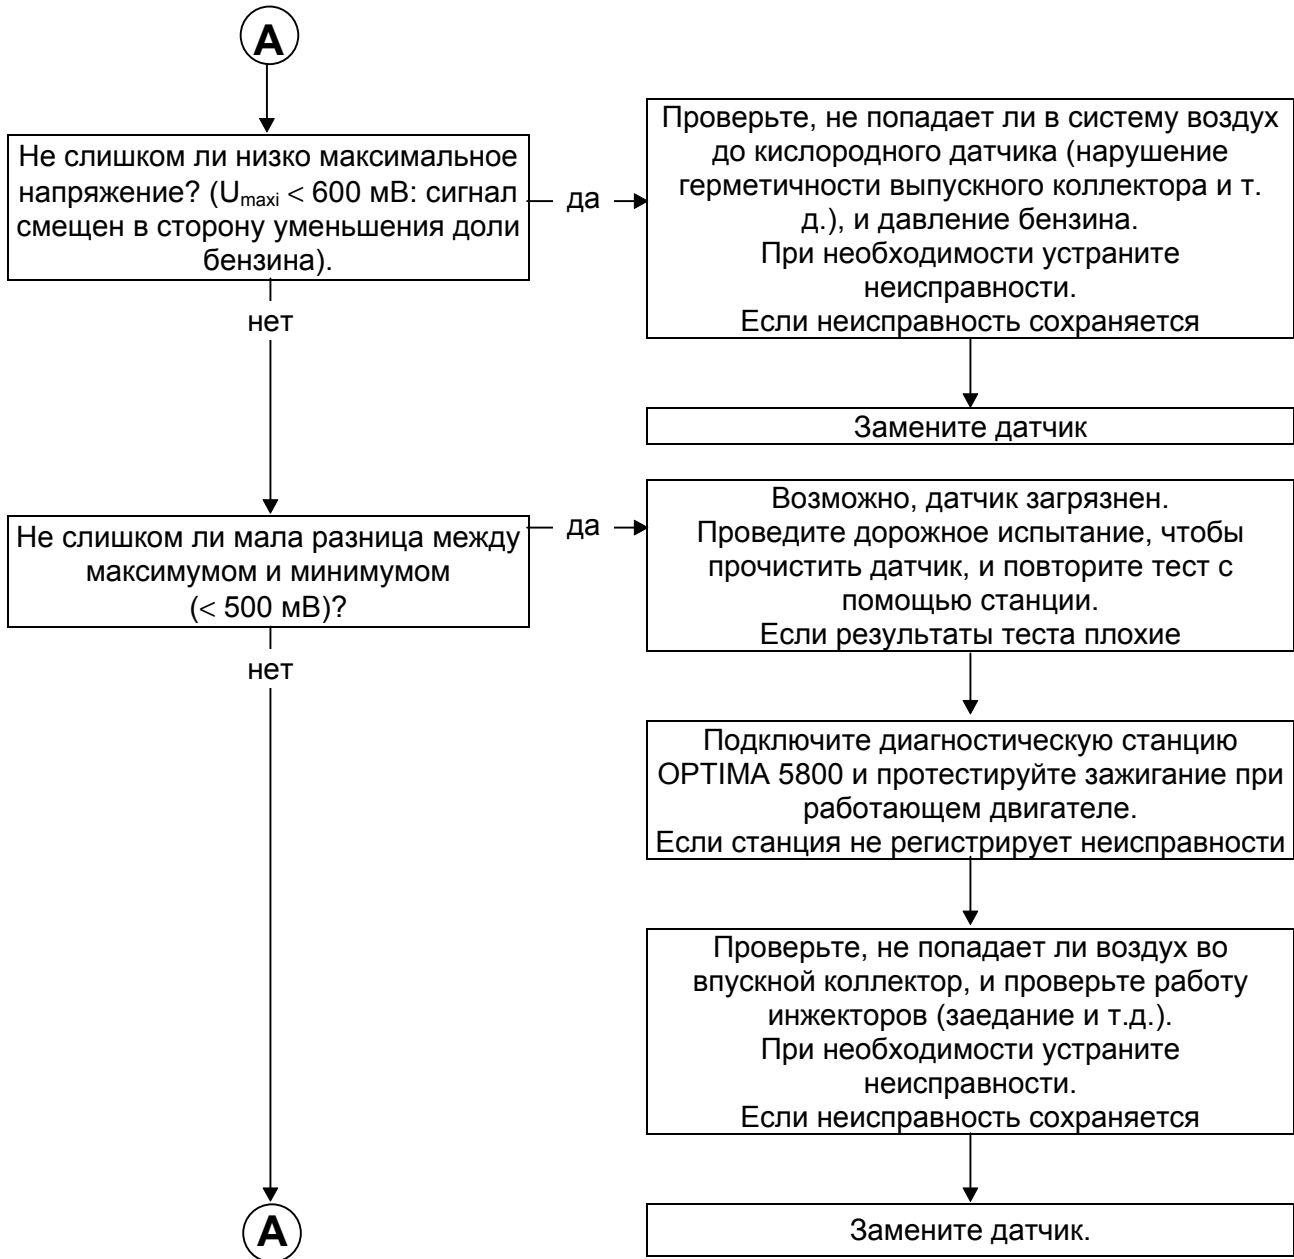 А
Не слишком ли низко максимальное
напряжение? (Umaxi < 600 мВ: сигнал
смещен в сторону уменьшения доли
бензина).
да
Проверьте, не попадает ли в систему воздух
до кислородного датчика (нарушение
герметичности выпускного коллектора и т.
д.), и давление бензина.
При необходимости устраните
неисправности.
Если неисправность сохраняется
нет
Замените датчик
Не слишком ли мала разница между
максимумом и минимумом
(< 500 мВ)?
да
Возможно, датчик загрязнен.
Проведите дорожное испытание, чтобы
прочистить датчик, и повторите тест с
помощью станции.
Если результаты теста плохие
нет
Подключите диагностическую станцию
OPTIMA 5800 и протестируйте зажигание при
работающем двигателе.
Если станция не регистрирует неисправности
Проверьте, не попадает ли воздух во
впускной коллектор, и проверьте работу
инжекторов (заедание и т.д.).
При необходимости устраните
неисправности.
Если неисправность сохраняется
А
Замените датчик.